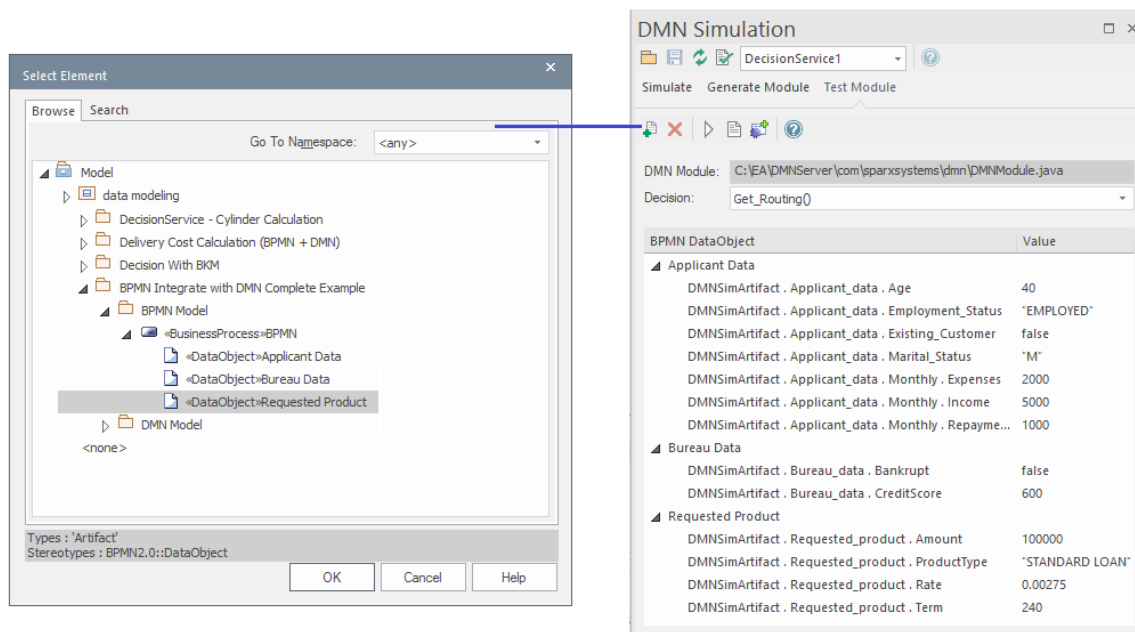 Select Element
Browse Search
Go To Namespace: <any>
Model
data modeling
DecisionService - Cylinder Calculation
Delivery Cost Calculation (BPMN + DMN)
Decision With BKM
BPMN Integrate with DMN Complete Example
BPMN Model
«BusinessProcess»BPMN
«DataObject»Applicant Data
«DataObject»Bureau Data
«DataObject»Requested Product
DMN Model
<none>
Types : 'Artifact'
Stereotypes : BPMN2.0::DataObject
OK Cancel Help
DMN Simulation
DecisionService1
Simulate Generate Module Test Module
DMN Module: C:\EA\DMNServer\com\sparxsystems\dmn\DMNModule.java
Decision: Get_Routing()
BPMN DataObject Value
Applicant Data
DMNSimArtifact . Applicant_data . Age 40
DMNSimArtifact . Applicant_data . Employment_Status "EMPLOYED"
DMNSimArtifact . Applicant_data . Existing_Customer false
DMNSimArtifact . Applicant_data . Marital_Status "M"
DMNSimArtifact . Applicant_data . Monthly . Expenses 2000
DMNSimArtifact . Applicant_data . Monthly . Income 5000
DMNSimArtifact . Applicant_data . Monthly . Repayme... 1000
Bureau Data
DMNSimArtifact . Bureau_data . Bankrupt false
DMNSimArtifact . Bureau_data . CreditScore 600
Requested Product
DMNSimArtifact . Requested_product . Amount 100000
DMNSimArtifact . Requested_product . ProductType "STANDARD LOAN"
DMNSimArtifact . Requested_product . Rate 0.00275
DMNSimArtifact . Requested_product . Term 240